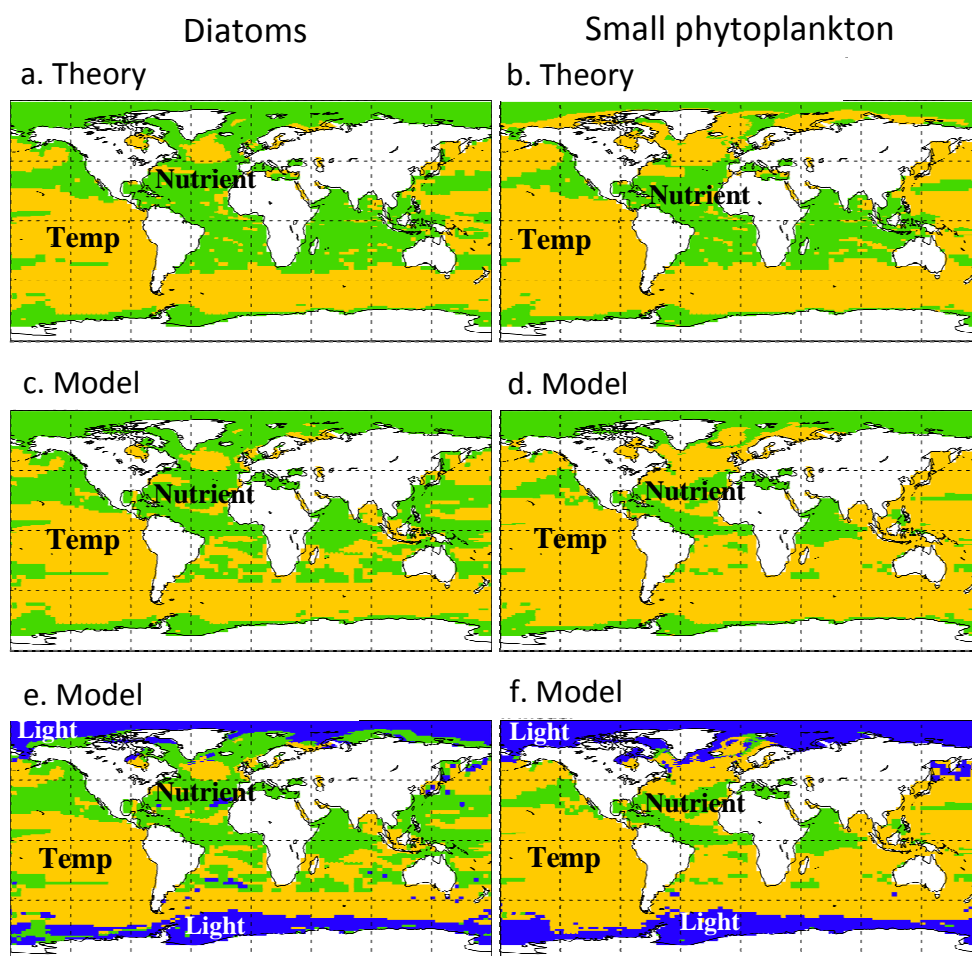 Diatoms
Small phytoplankton
a. Theory
b. Theory
Nutrient
Temp
Nutrient
Temp
c. Model
d. Model
Nutrient
Temp
Nutrient
Temp
e. Model
f. Model
Light
Nutrient
Temp
Light
Light
Nutrient
Temp
Light